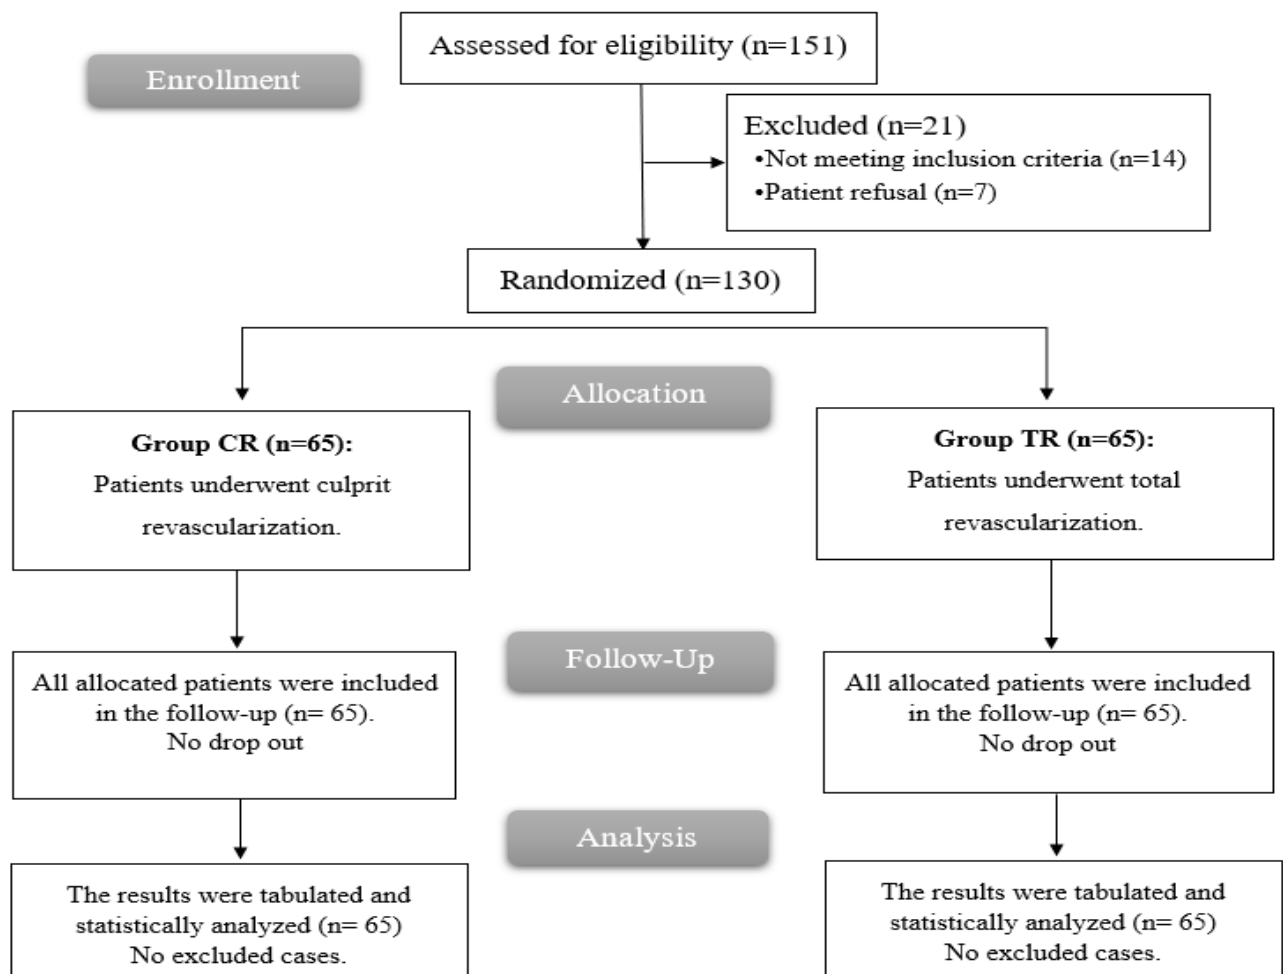 Assessed for eligibility (n=151)
Enrollment
Excluded (n=21)
•Not meeting inclusion criteria (n=14)
•Patient refusal (n=7)
Randomized (n=130)
Allocation
Group CR (n=65):
Patients underwent culprit
revascularization.
Group TR (n=65):
Patients underwent total
revascularization.
Follow-Up
All allocated patients were included
in the follow-up (n= 65).
No drop out
All allocated patients were included
in the follow-up (n= 65).
No drop out
Analysis
The results were tabulated and
statistically analyzed (n= 65)
No excluded cases.
The results were tabulated and
statistically analyzed (n= 65)
No excluded cases.